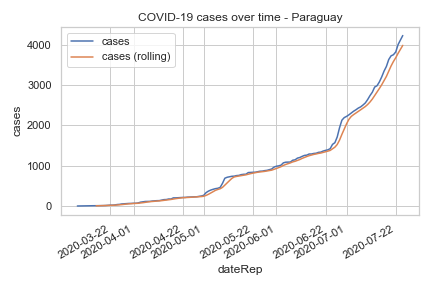 COVID-19 cases over time - Paraguay
cases
cases (rolling)
4000
3000
2000
1000
0
cases
2020-03-22
2020-04-01
2020-04-22
2020-05-01
2020-05-22
2020-06-01
2020-06-22
2020-07-01
2020-07-22
dateRep